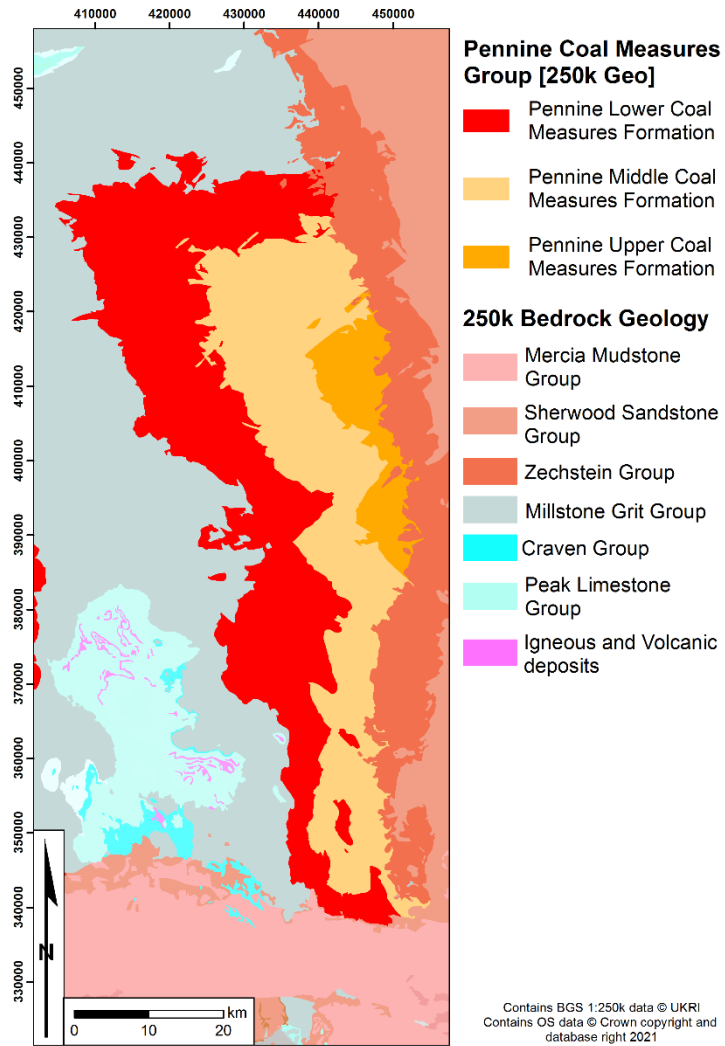 410000 420000 430000 440000 450000
450000
440000
430000
420000
410000
400000
390000
380000
370000
360000
350000
340000
330000
N
km
0 10 20
Pennine Coal Measures
Group [250k Geo]
Pennine Lower Coal
Measures Formation
Pennine Middle Coal
Measures Formation
Pennine Upper Coal
Measures Formation
250k Bedrock Geology
Mercia Mudstone
Group
Sherwood Sandstone
Group
Zechstein Group
Millstone Grit Group
Craven Group
Peak Limestone
Group
Igneous and Volcanic
deposits
Contains BGS 1:250k data © UKRI
Contains OS data © Crown copyright and
database right 2021